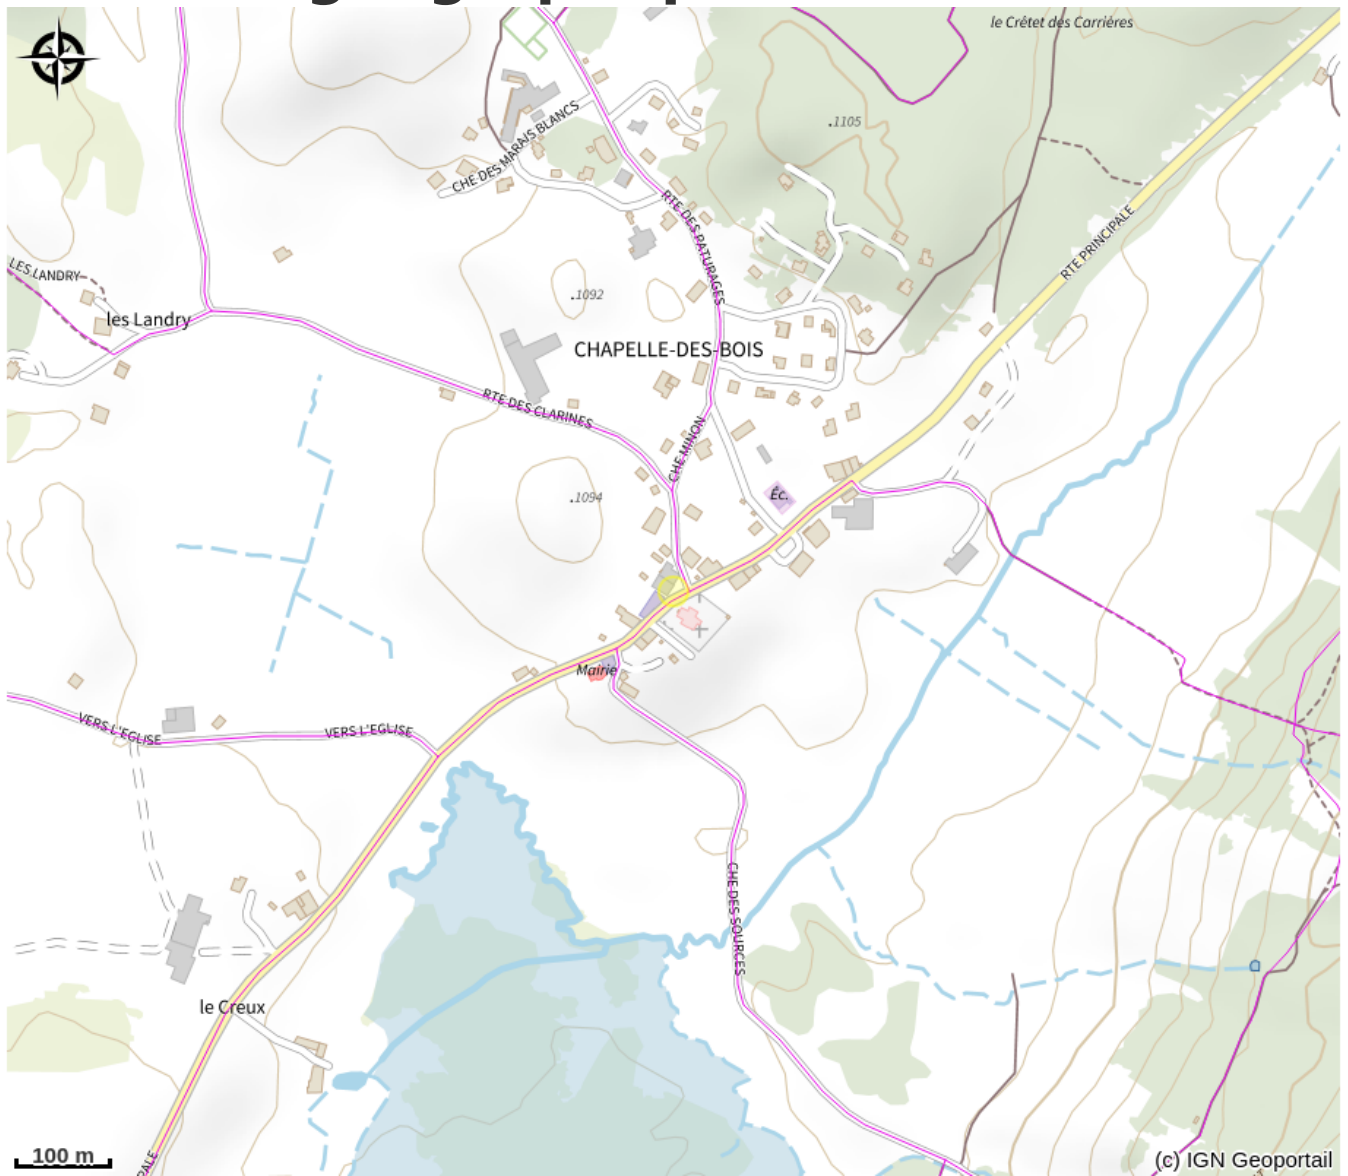 le Crêtet des Carrières
.1105
CHE DES MARAIS BLANCS
RTE DES PATURAGES
RTE PRINCIPALE
LES LANDRY
.1092
les Landry
CHAPELLE-DES-BOIS
RTE DES CLARINES
CHE MINON
.1094
Éc.
Mairie
VERS L'EGLISE
VERS L'EGLISE
CHE DES SOURCES
le Creux
100 m
PALE
(c) IGN Geoportail